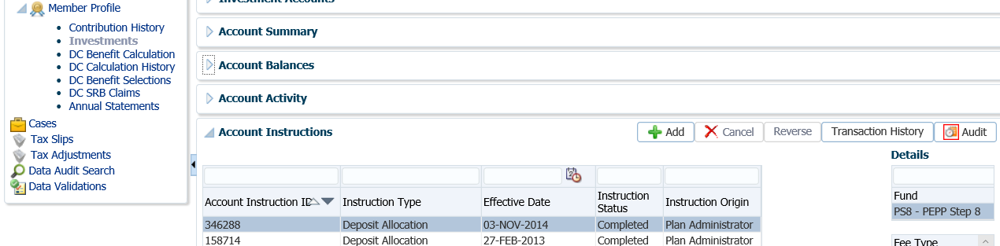 Member Profile
Contribution History
Investments
DC Benefit Calculation
DC Calculation History
DC Benefit Selections
DC SRB Claims
Annual Statements
Cases
Tax Slips
Tax Adjustments
Data Audit Search
Data Validations
Investment Accounts
Account Summary
Account Balances
Account Activity
Account Instructions
Add
Cancel
Reverse
Transaction History
Audit
Account Instruction ID
Instruction Type
Effective Date
Instruction
Status
Instruction Origin
346288 Deposit Allocation 03-NOV-2014 Completed Plan Administrator
158714 Deposit Allocation 27-FEB-2013 Completed Plan Administrator
Details
Fund
PS8 - PEPP Step 8
Fee Type